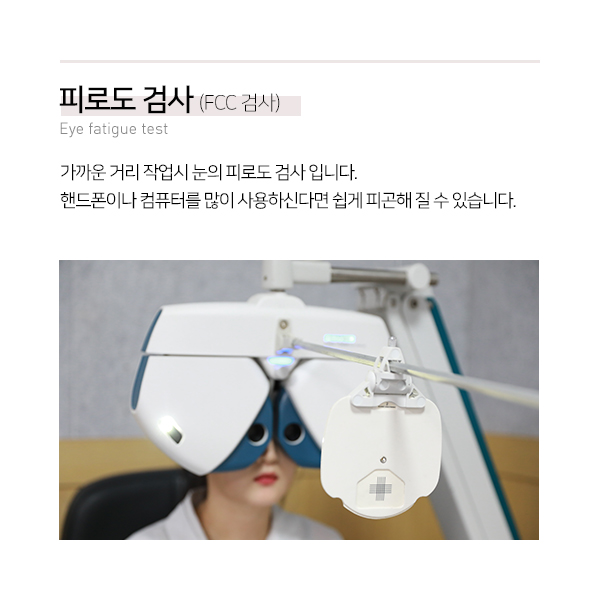 피로도 검사 (FCC 검사)
Eye fatigue test
가까운 거리 작업시 눈의 피로도 검사 입니다.
핸드폰이나 컴퓨터를 많이 사용하신다면 쉽게 피곤해 질 수 있습니다.